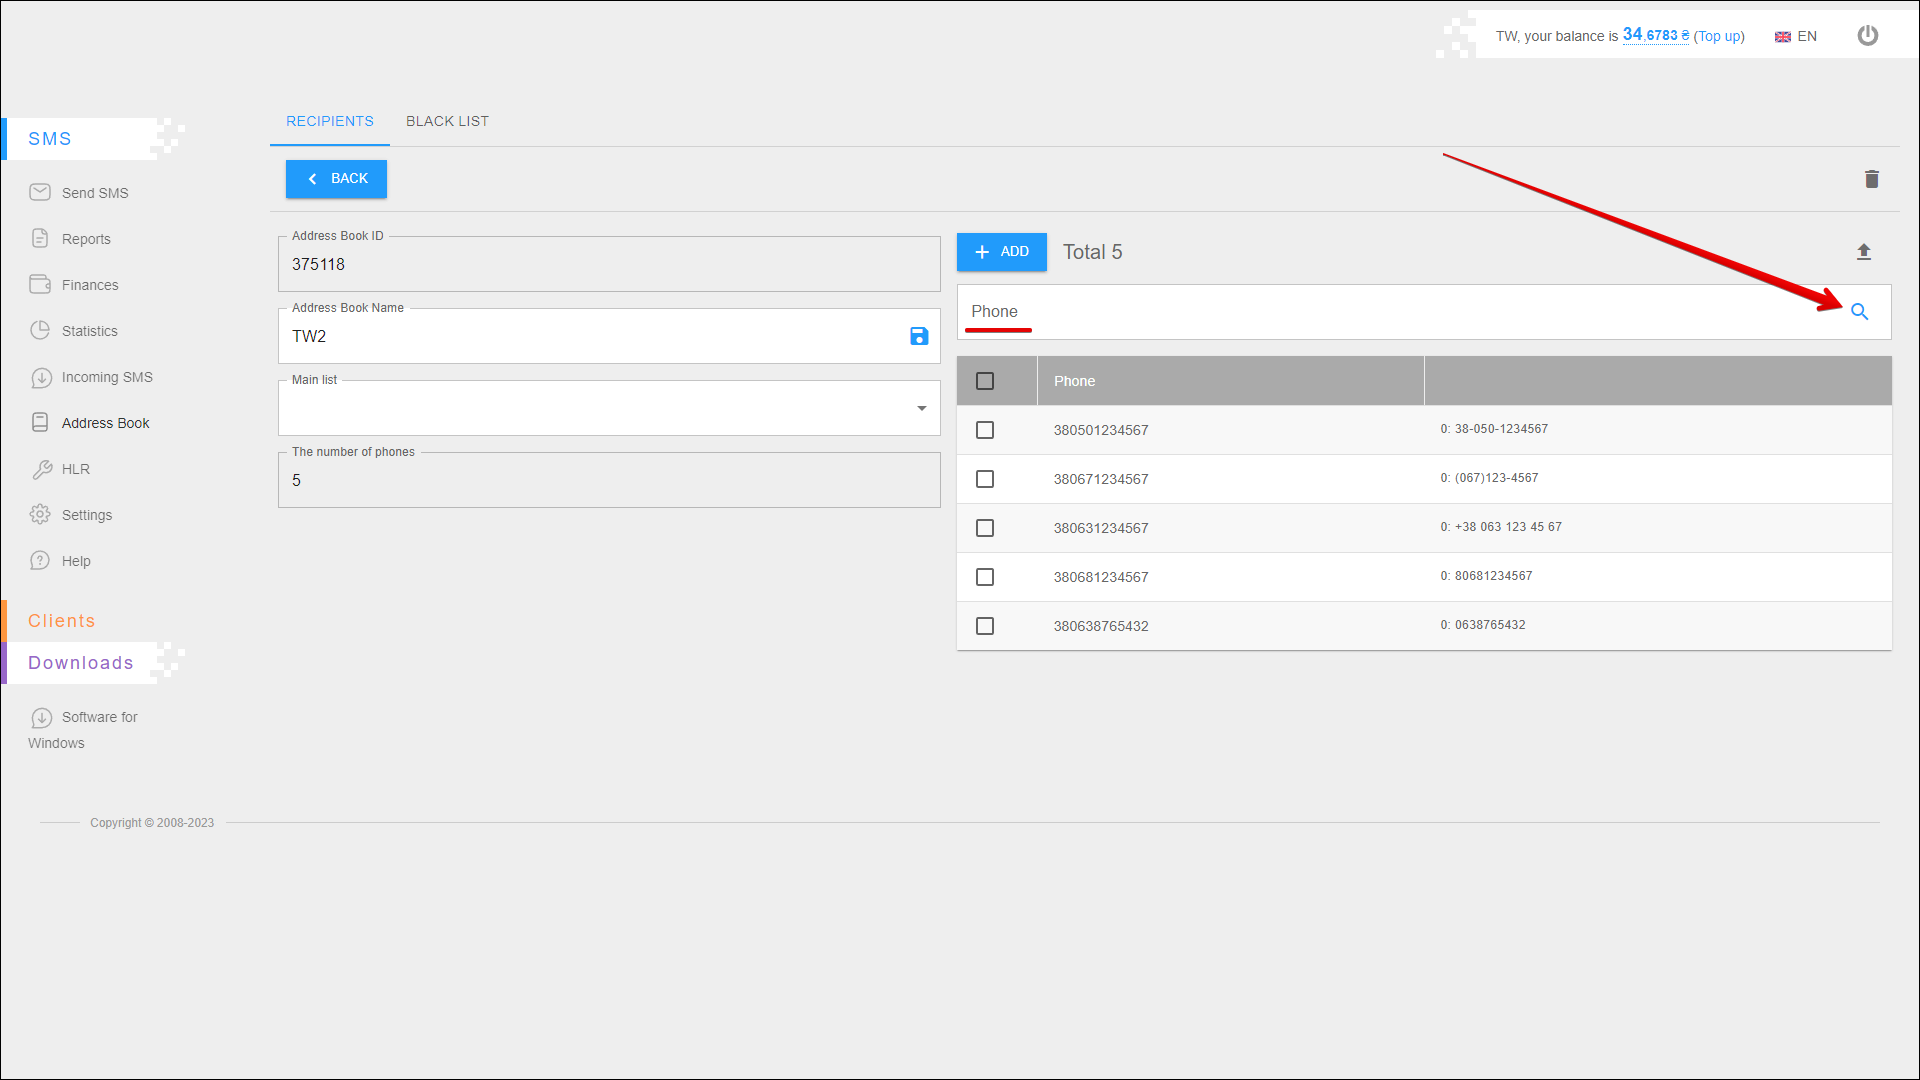 TW, your balance is 34,6783 ₴ (Top up) EN
SMS
Send SMS
Reports
Finances
Statistics
Incoming SMS
Address Book
HLR
Settings
Help
Clients
Downloads
Software for
Windows
RECIPIENTS BLACK LIST
BACK
Address Book ID
375118
Address Book Name
TW2
Main list
The number of phones
5
ADD Total 5
Phone
Phone
380501234567 0: 38-050-1234567
380671234567 0: (067)123-4567
380631234567 0: +38 063 123 45 67
380681234567 0: 80681234567
380638765432 0: 0638765432
Copyright © 2008-2023